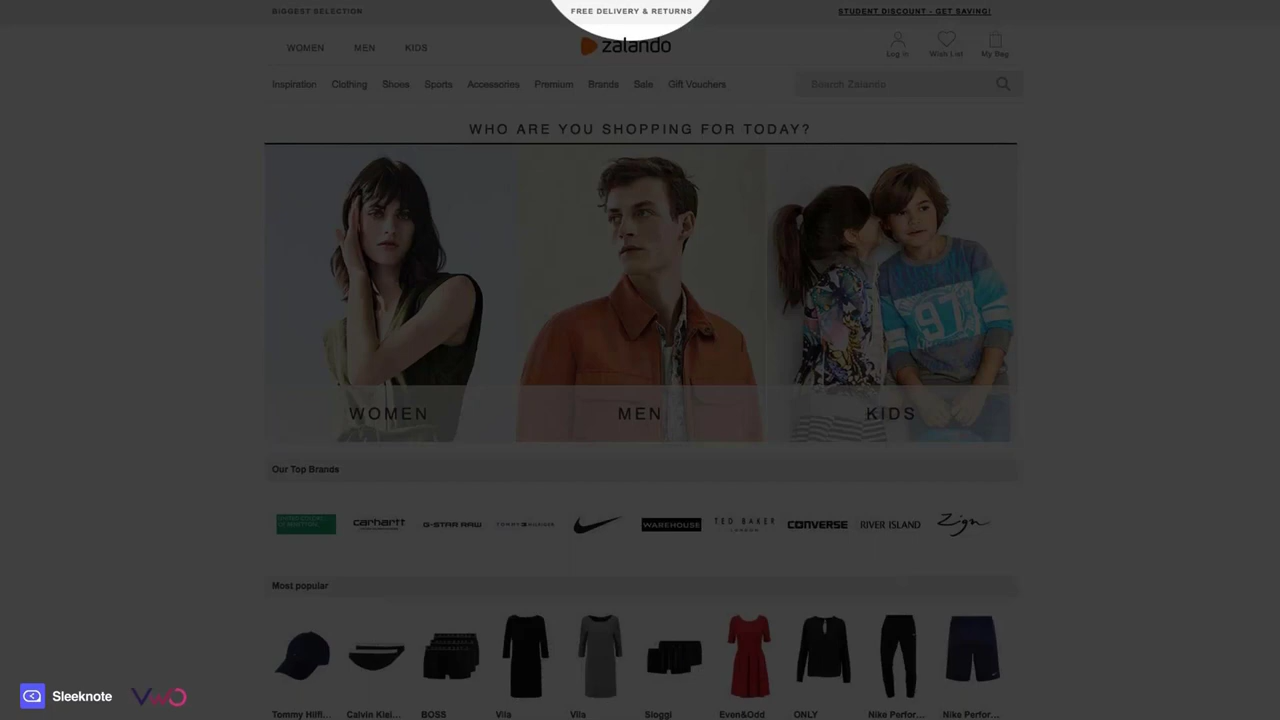 BIGGEST SELECTION
FREE DELIVERY & RETURNS
STUDENT DISCOUNT - GET SAVING!
WOMEN
MEN
KIDS
zalando
Log in
Wish List
My Bag
Inspiration
Clothing
Shoes
Sports
Accessories
Premium
Brands
Sale
Gift Vouchers
Search Zalando
WHO ARE YOU SHOPPING FOR TODAY?
97
WOMEN
MEN
KIDS
Our Top Brands
carhartt
G-STAR RAW
TOMMY HILFIGER
WAREHOUSE
TED BAKER
LONDON
CONVERSE
RIVER ISLAND
Zign
Most popular
Tommy Hilfi...
Calvin Klei...
BOSS
Vila
Vila
Sloggi
Even&Odd
ONLY
Nike Perfor...
Nike Perfor...
Sleeknote
VWO